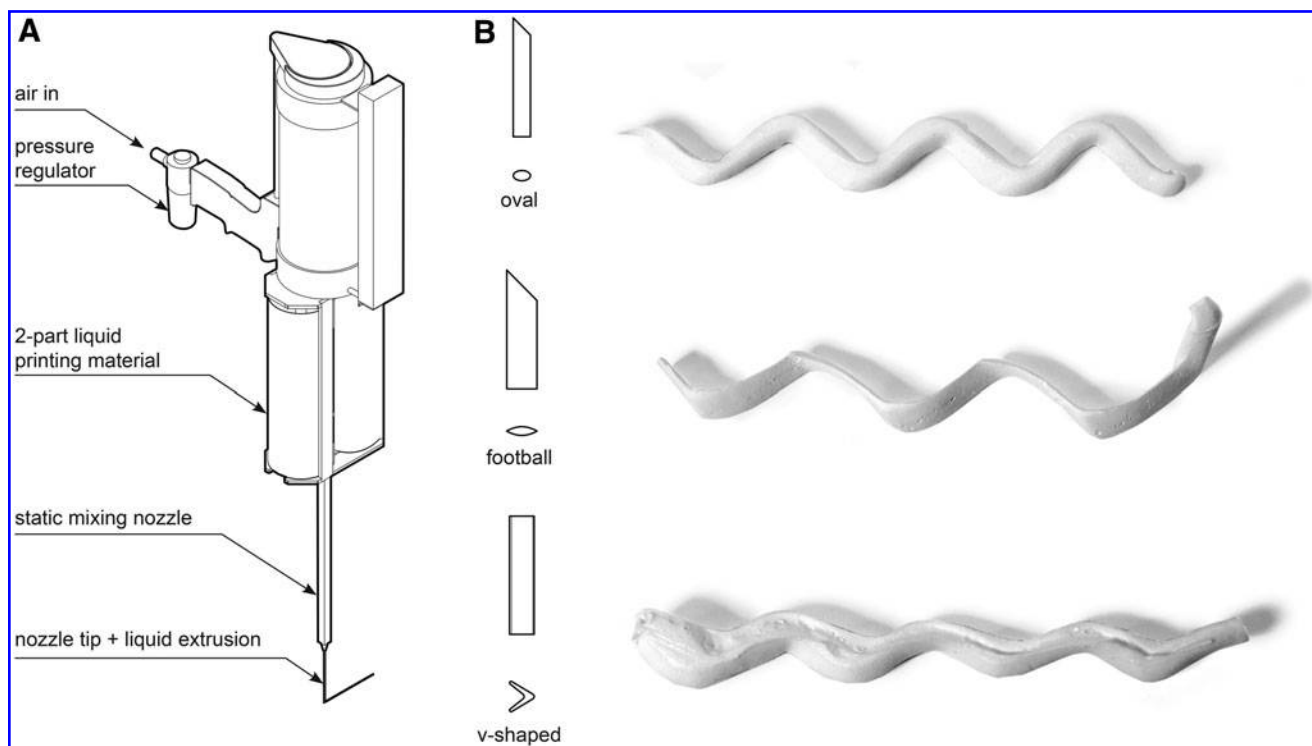 A
air in
pressure
regulator
2-part liquid
printing material
static mixing nozzle
nozzle tip + liquid extrusion
B
oval
football
v-shaped